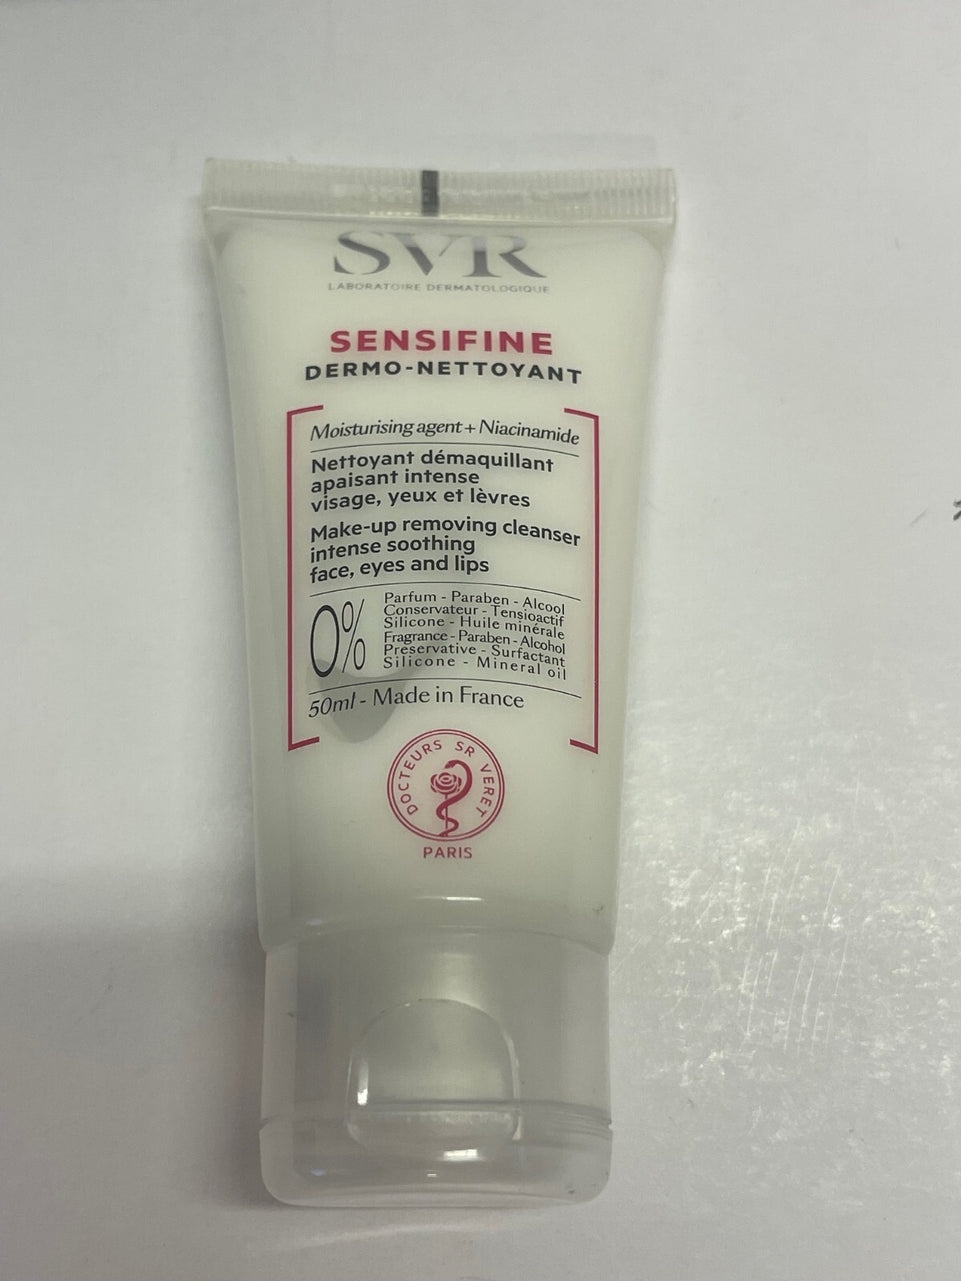 SVR
LABORATOIRE DERMATOLOGIQUE
SENSIFINE
DERMO-NETTOYANT
Moisturising agent + Niacinamide
Nettoyant démaquillant
apaisant intense
visage, yeux et lèvres
Make-up removing cleanser
intense soothing
face, eyes and lips
0%
Parfum - Paraben - Alcool
Conservateur - Tensioactif
Silicone - Huile minérale
Fragrance - Paraben - Alcohol
Preservative - Surfactant
Silicone - Mineral oil
50ml - Made in France
DOCTEURS SR VERET
PARIS